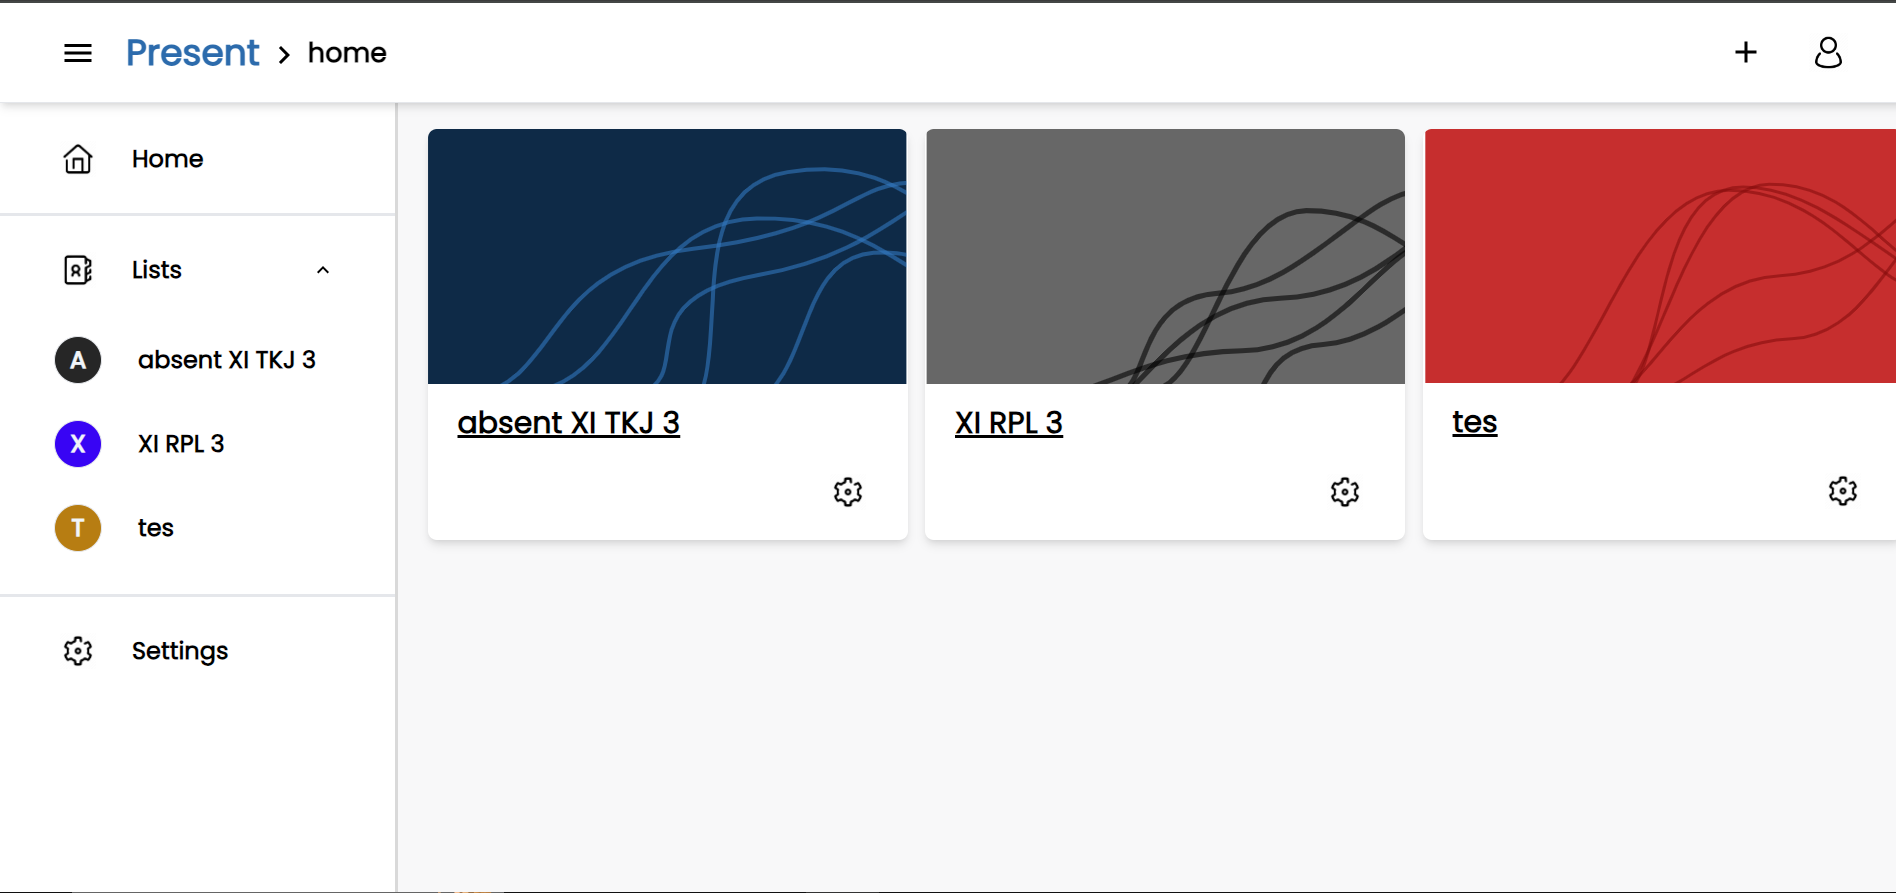 Present > home
Home
Lists
A absent XI TKJ 3
X XI RPL 3
T tes
Settings
absent XI TKJ 3
XI RPL 3
tes